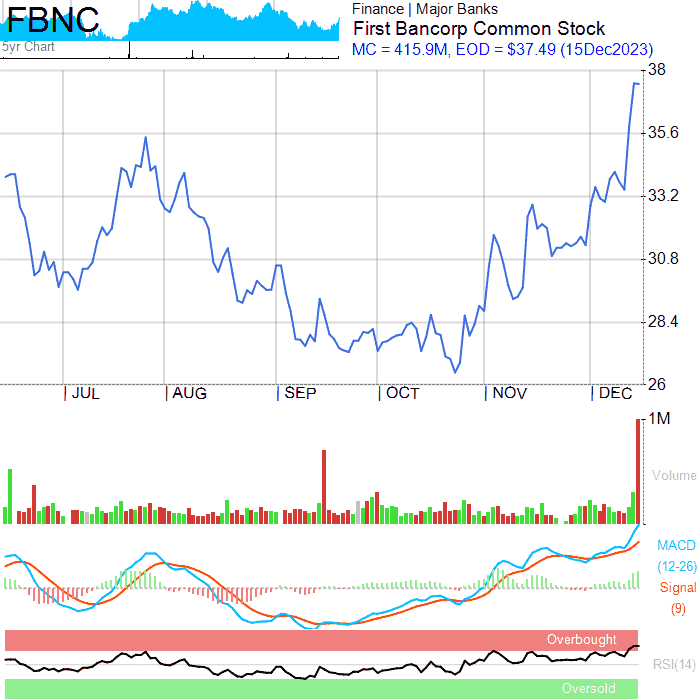 FBNC
5yr Chart
Finance | Major Banks
First Bancorp Common Stock
MC = 415.9M, EOD = $37.49 (15Dec2023)
38
35.6
33.2
30.8
28.4
26
JUL AUG SEP OCT NOV DEC
1M
Volume
MACD
(12-26)
Signal
(9)
Overbought
RSI(14)
Oversold